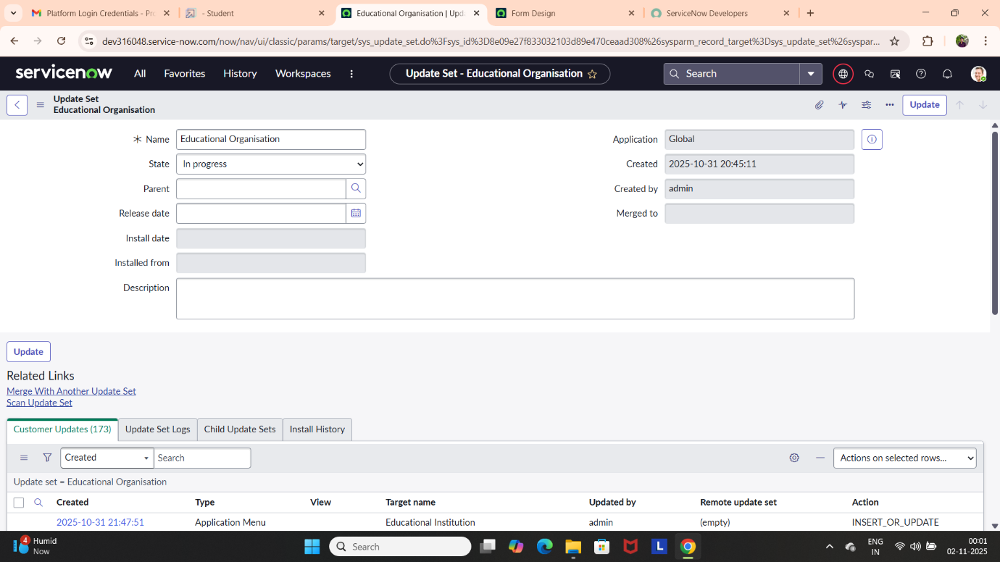 Platform Login Credentials - Pro
- Student
Educational Organisation | Upda
Form Design
ServiceNow Developers
dev316048.service-now.com/now/nav/ui/classic/params/target/sys_update_set.do%3Fsys_id%3D8e09e27f833032103d89e470ceaad308%26sysparm_record_target%3Dsys_update_set%26syspar...
servicenow
All
Favorites
History
Workspaces
Update Set - Educational Organisation
Search
Update Set
Educational Organisation
Update
Name
Educational Organisation
Application
Global
State
In progress
Created
2025-10-31 20:45:11
Parent
Created by
admin
Release date
Merged to
Install date
Installed from
Description
Update
Related Links
Merge With Another Update Set
Scan Update Set
Customer Updates (173)
Update Set Logs
Child Update Sets
Install History
Created
Search
Actions on selected rows...
Update set = Educational Organisation
Created
Type
View
Target name
Updated by
Remote update set
Action
2025-10-31 21:47:51
Application Menu
Educational Institution
admin
(empty)
INSERT_OR_UPDATE
4
Humid
Now
Search
L
ENG
IN
00:01
02-11-2025